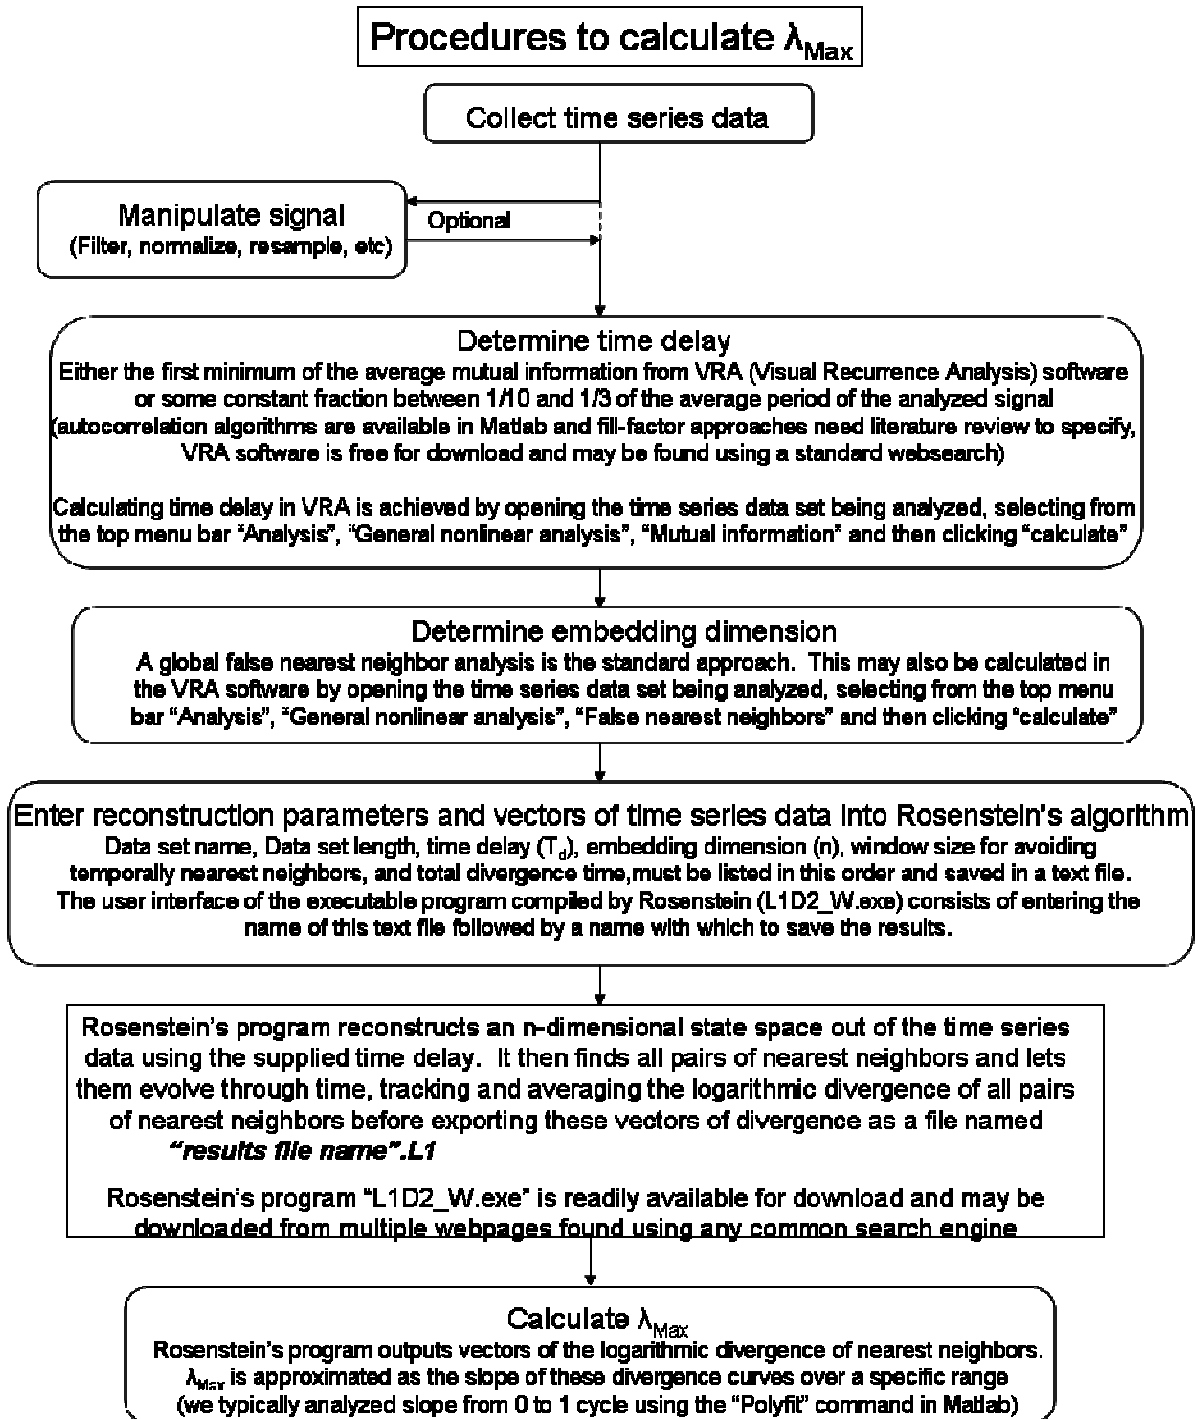 Procedures to calculate λMax
Collect time series data
Manipulate signal
(Filter, normalize, resample, etc)
Optional
Determine time delay
Either the first minimum of the average mutual information from VRA (Visual Recurrence Analysis) software
or some constant fraction between 1/10 and 1/3 of the average period of the analyzed signal
(autocorrelation algorithms are available in Matlab and fill-factor approaches need literature review to specify,
VRA software is free for download and may be found using a standard websearch)
Calculating time delay in VRA is achieved by opening the time series data set being analyzed, selecting from
the top menu bar “Analysis”, “General nonlinear analysis”, “Mutual information” and then clicking “calculate”
Determine embedding dimension
A global false nearest neighbor analysis is the standard approach. This may also be calculated in
the VRA software by opening the time series data set being analyzed, selecting from the top menu
bar “Analysis”, “General nonlinear analysis”, “False nearest neighbors” and then clicking “calculate”
Enter reconstruction parameters and vectors of time series data into Rosenstein's algorithm
Data set name, Data set length, time delay (Td), embedding dimension (n), window size for avoiding
temporally nearest neighbors, and total divergence time,must be listed in this order and saved in a text file.
The user interface of the executable program compiled by Rosenstein (L1D2_W.exe) consists of entering the
name of this text file followed by a name with which to save the results.
Rosenstein's program reconstructs an n-dimensional state space out of the time series
data using the supplied time delay. It then finds all pairs of nearest neighbors and lets
them evolve through time, tracking and averaging the logarithmic divergence of all pairs
of nearest neighbors before exporting these vectors of divergence as a file named
“results file name”.L1
Rosenstein's program “L1D2_W.exe” is readily available for download and may be
downloaded from multiple webpages found using any common search engine
Calculate λMax
Rosenstein's program outputs vectors of the logarithmic divergence of nearest neighbors.
λMax is approximated as the slope of these divergence curves over a specific range
(we typically analyzed slope from 0 to 1 cycle using the “Polyfit” command in Matlab)